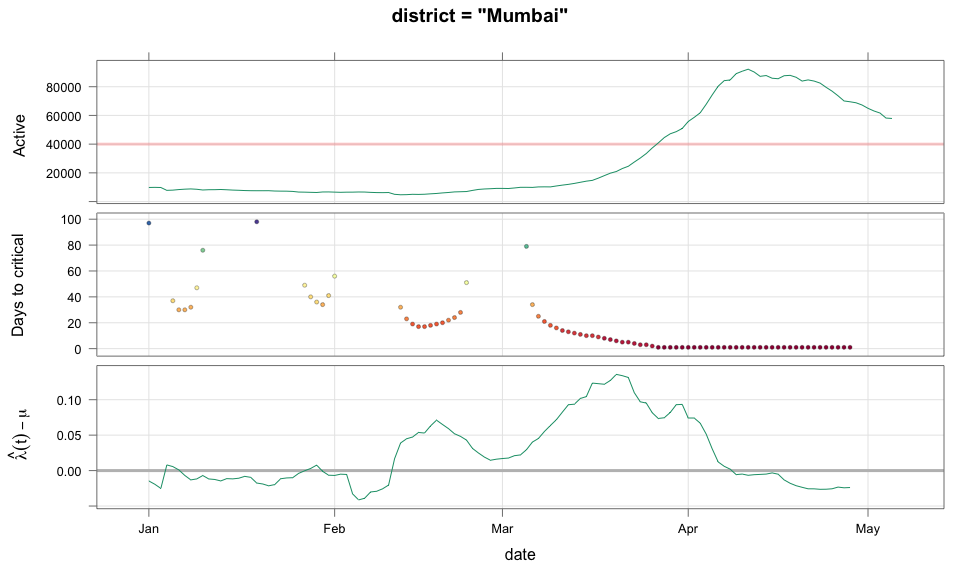 district = "Mumbai"
Active
80000
60000
40000
20000
Days to critical
100
80
60
40
20
0
λ̂(t) − μ
0.10
0.05
0.00
Jan Feb Mar Apr May
date